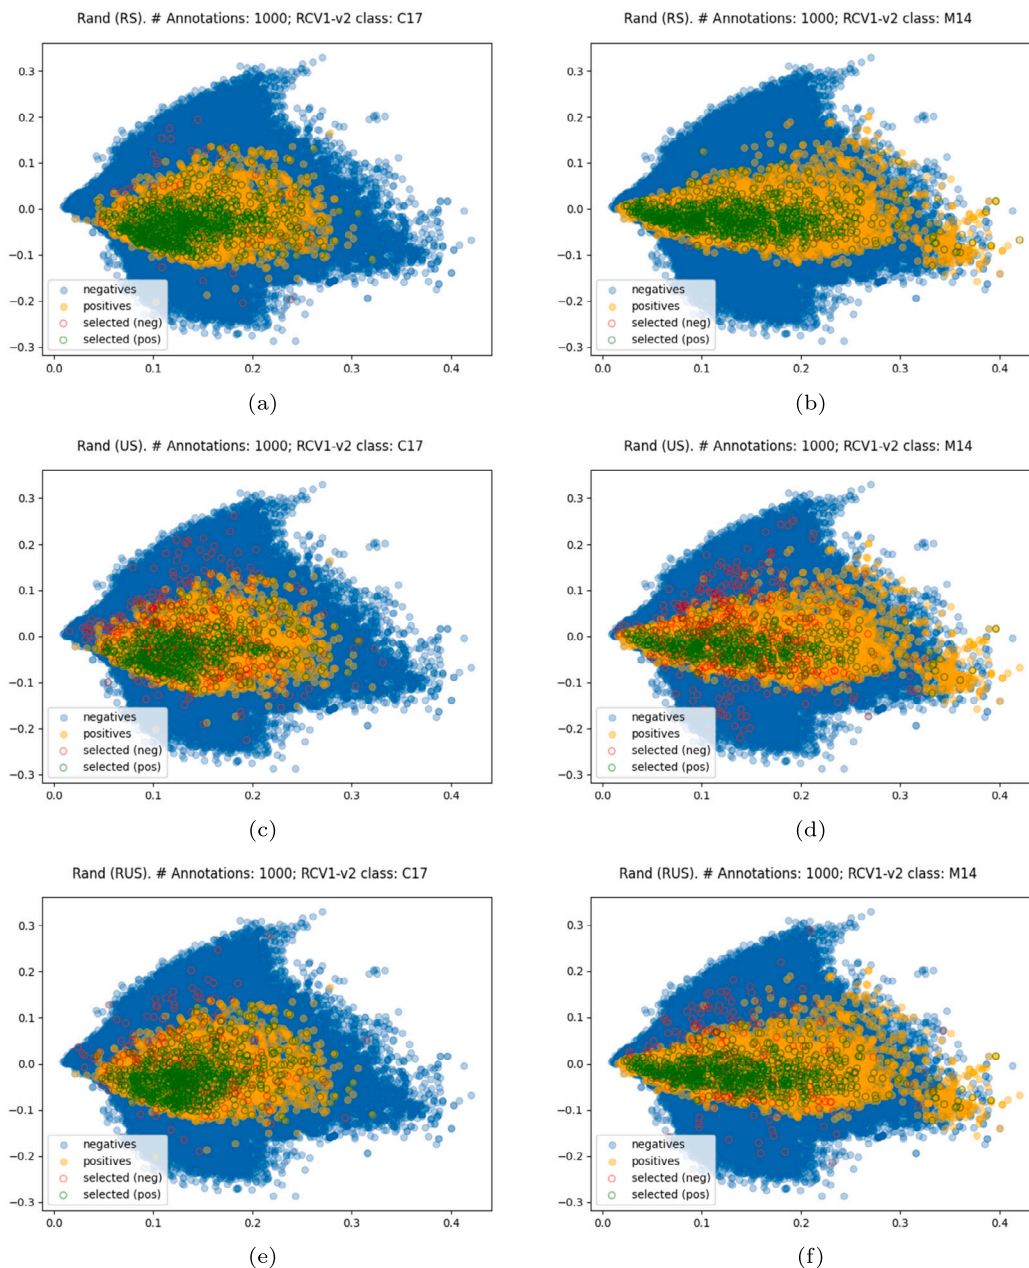 Rand (RS). # Annotations: 1000; RCV1-v2 class: C17
0.3
0.2
0.1
0.0
−0.1
−0.2
−0.3
negatives
positives
selected (neg)
selected (pos)
0.0 0.1 0.2 0.3 0.4
(a)
Rand (RS). # Annotations: 1000; RCV1-v2 class: M14
0.3
0.2
0.1
0.0
−0.1
−0.2
−0.3
negatives
positives
selected (neg)
selected (pos)
0.0 0.1 0.2 0.3 0.4
(b)
Rand (US). # Annotations: 1000; RCV1-v2 class: C17
0.3
0.2
0.1
0.0
−0.1
−0.2
−0.3
negatives
positives
selected (neg)
selected (pos)
0.0 0.1 0.2 0.3 0.4
(c)
Rand (US). # Annotations: 1000; RCV1-v2 class: M14
0.3
0.2
0.1
0.0
−0.1
−0.2
−0.3
negatives
positives
selected (neg)
selected (pos)
0.0 0.1 0.2 0.3 0.4
(d)
Rand (RUS). # Annotations: 1000; RCV1-v2 class: C17
0.3
0.2
0.1
0.0
−0.1
−0.2
−0.3
negatives
positives
selected (neg)
selected (pos)
0.0 0.1 0.2 0.3 0.4
(e)
Rand (RUS). # Annotations: 1000; RCV1-v2 class: M14
0.3
0.2
0.1
0.0
−0.1
−0.2
−0.3
negatives
positives
selected (neg)
selected (pos)
0.0 0.1 0.2 0.3 0.4
(f)